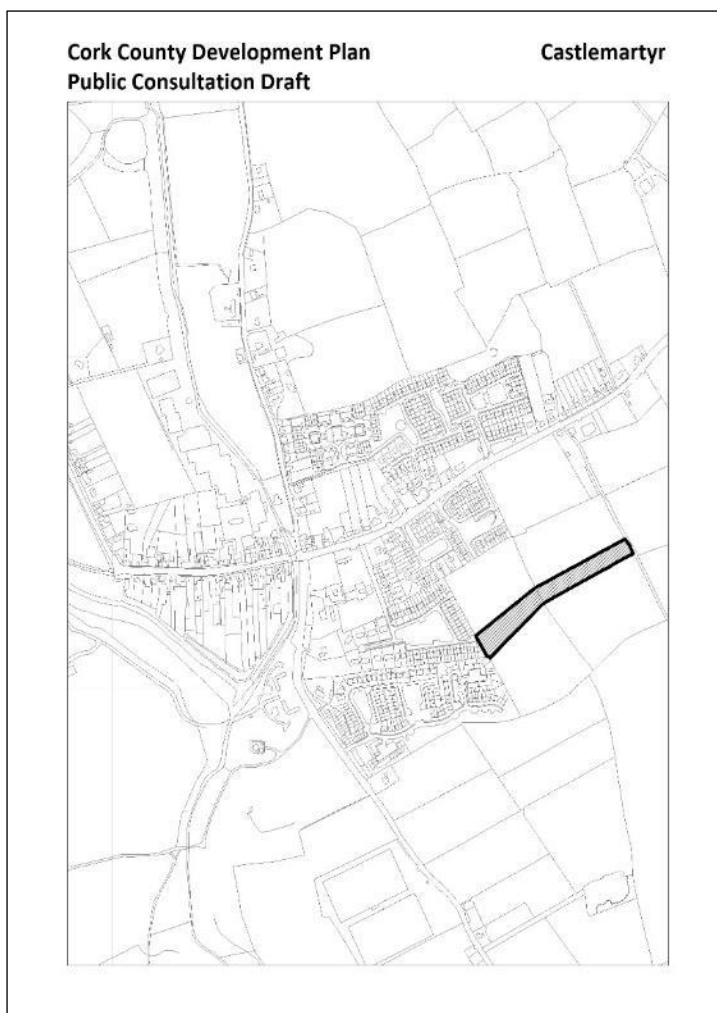 Cork County Development Plan
Castlemartyr
Public Consultation Draft